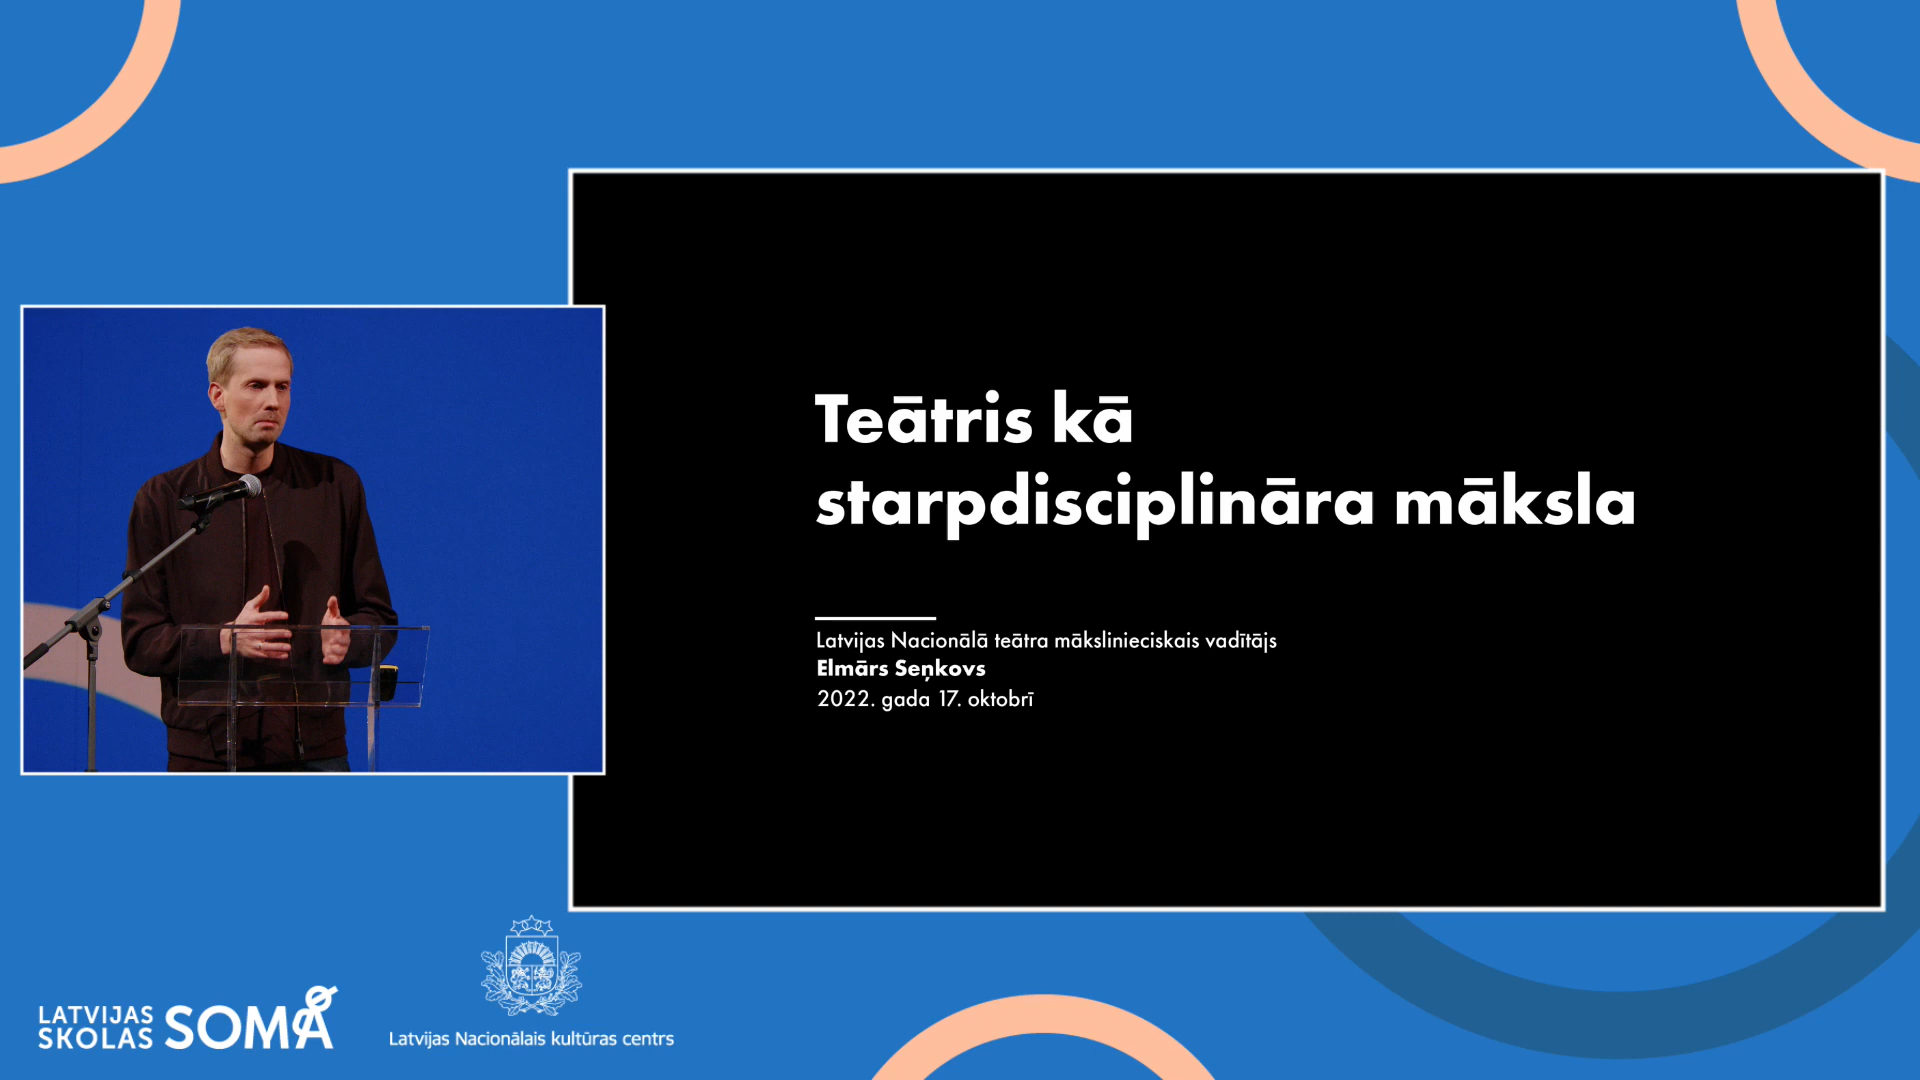 Teātris kā
starpdisciplināra māksla
Latvijas Nacionālā teātra mākslinieciskais vadītājs
Elmārs Seņkovs
2022. gada 17. oktobrī
LATVIJAS
SKOLAS SOMA
Latvijas Nacionālais kultūras centrs